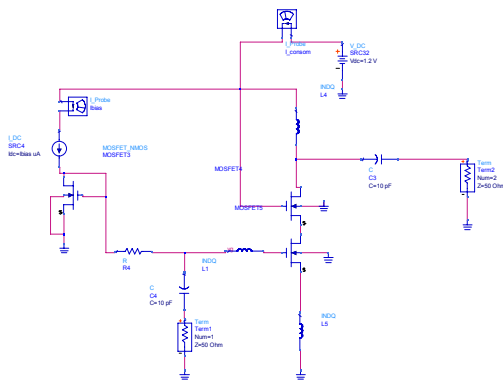 I_Probe
I_consom
V_DC
SRC32
Vdc=1.2 V
INDQ
L4
I_Probe
Ibias
I_DC
SRC4
Idc=Ibias uA
MOSFET_NMOS
MOSFET3
MOSFET4
C
C3
C=10 pF
Term
Term2
Num=2
Z=50 Ohm
MOSFET5
R
R4
INDQ
L1
C
C4
C=10 pF
Term
Term1
Num=1
Z=50 Ohm
INDQ
L5